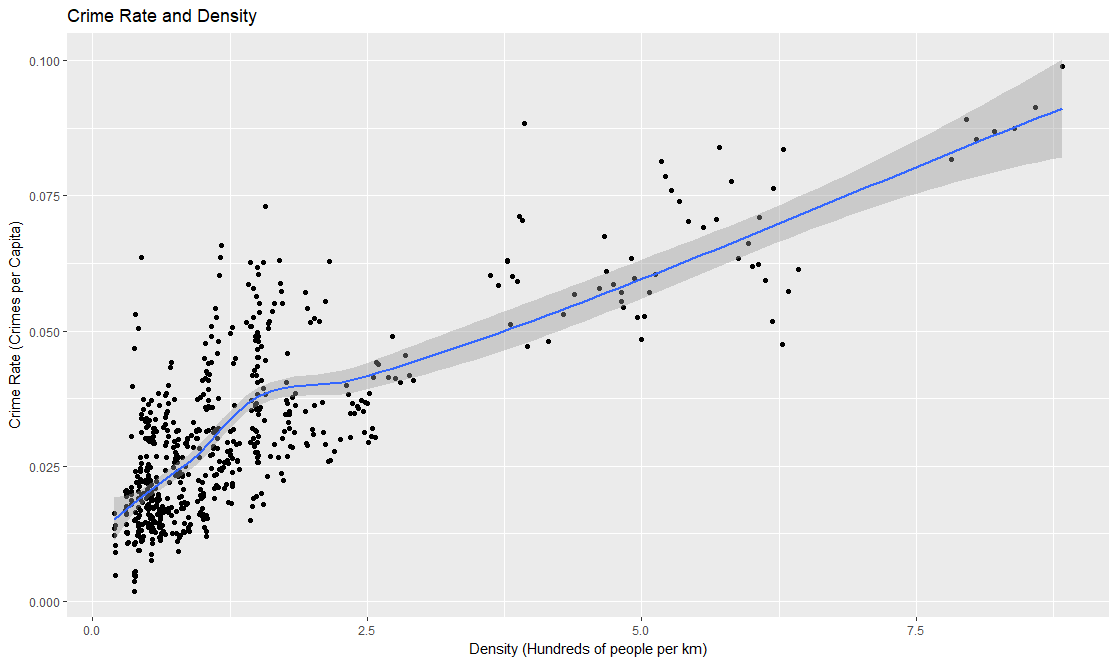 Crime Rate and Density
0.100
0.075
0.050
0.025
0.000
Crime Rate (Crimes per Capita)
0.0 2.5 5.0 7.5
Density (Hundreds of people per km)